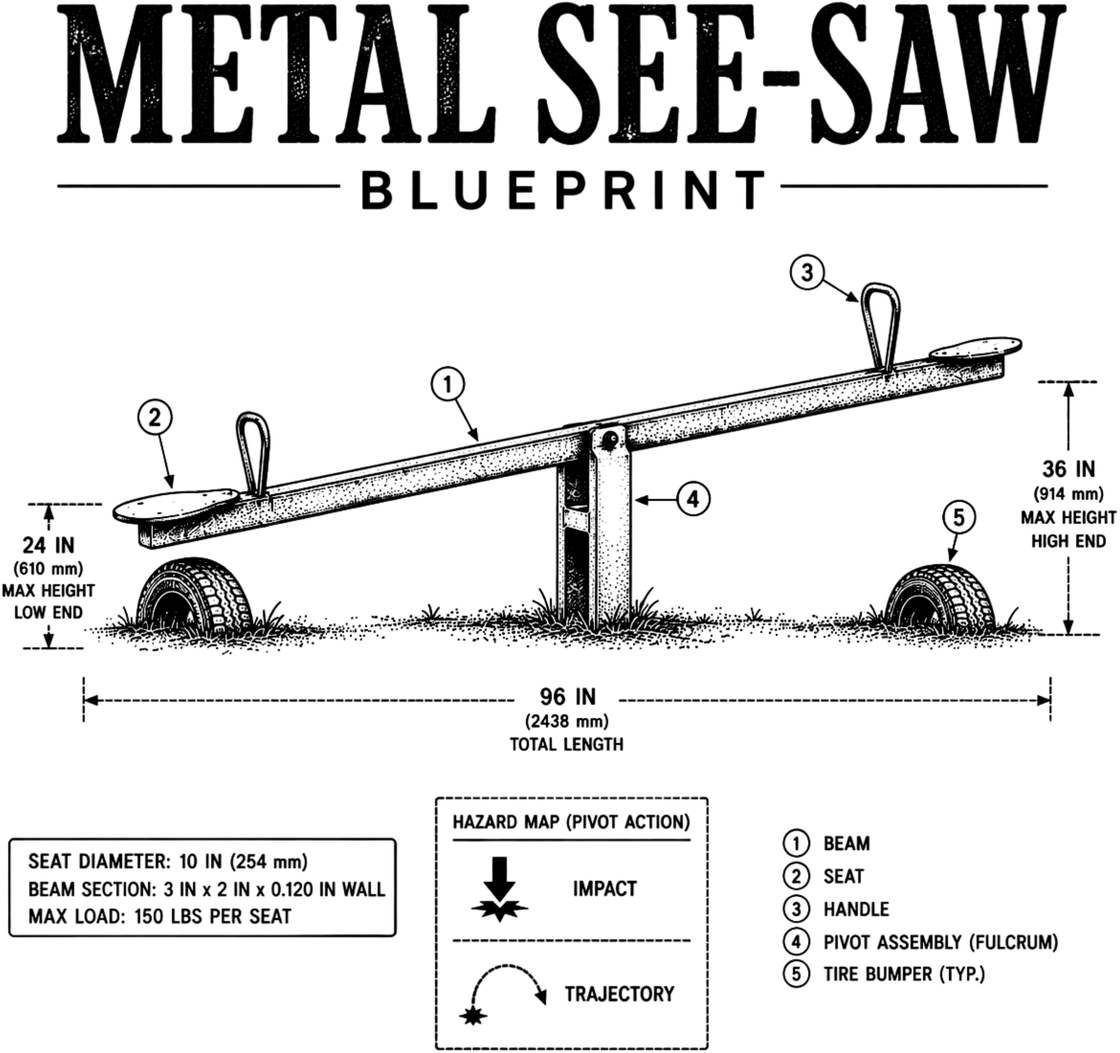 METAL SEE-SAW
BLUEPRINT
3
1
2
4
5
24 IN
(610 mm)
MAX HEIGHT
LOW END
36 IN
(914 mm)
MAX HEIGHT
HIGH END
96 IN
(2438 mm)
TOTAL LENGTH
SEAT DIAMETER: 10 IN (254 mm)
BEAM SECTION: 3 IN x 2 IN x 0.120 IN WALL
MAX LOAD: 150 LBS PER SEAT
HAZARD MAP (PIVOT ACTION)
IMPACT
TRAJECTORY
1 BEAM
2 SEAT
3 HANDLE
4 PIVOT ASSEMBLY (FULCRUM)
5 TIRE BUMPER (TYP.)